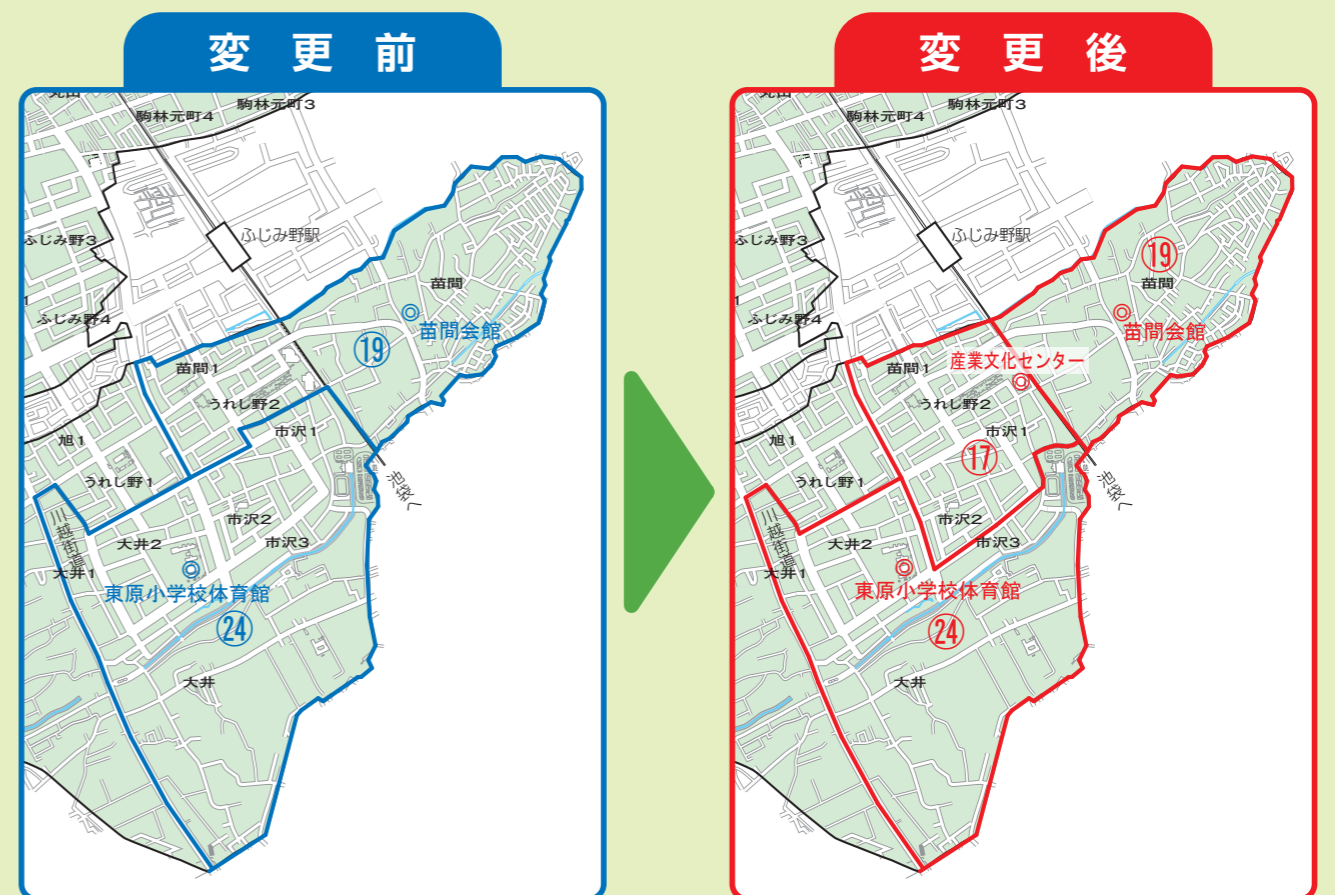 変更前
駒林元町3
駒林元町4
ふじみ野3
ふじみ野駅
苗間
ふじみ野4
苗間会館
⑲
苗間1
うれし野2
市沢1
旭1
うれし野1
池袋へ
川越街道
市沢2
大井2
市沢3
大井1
東原小学校体育館
㉔
大井
変更後
駒林元町3
駒林元町4
ふじみ野3
ふじみ野駅
⑲
苗間
ふじみ野4
苗間会館
産業文化センター
苗間1
うれし野2
市沢1
旭1
⑰
うれし野1
池袋へ
川越街道
市沢2
大井2
市沢3
大井1
東原小学校体育館
㉔
大井